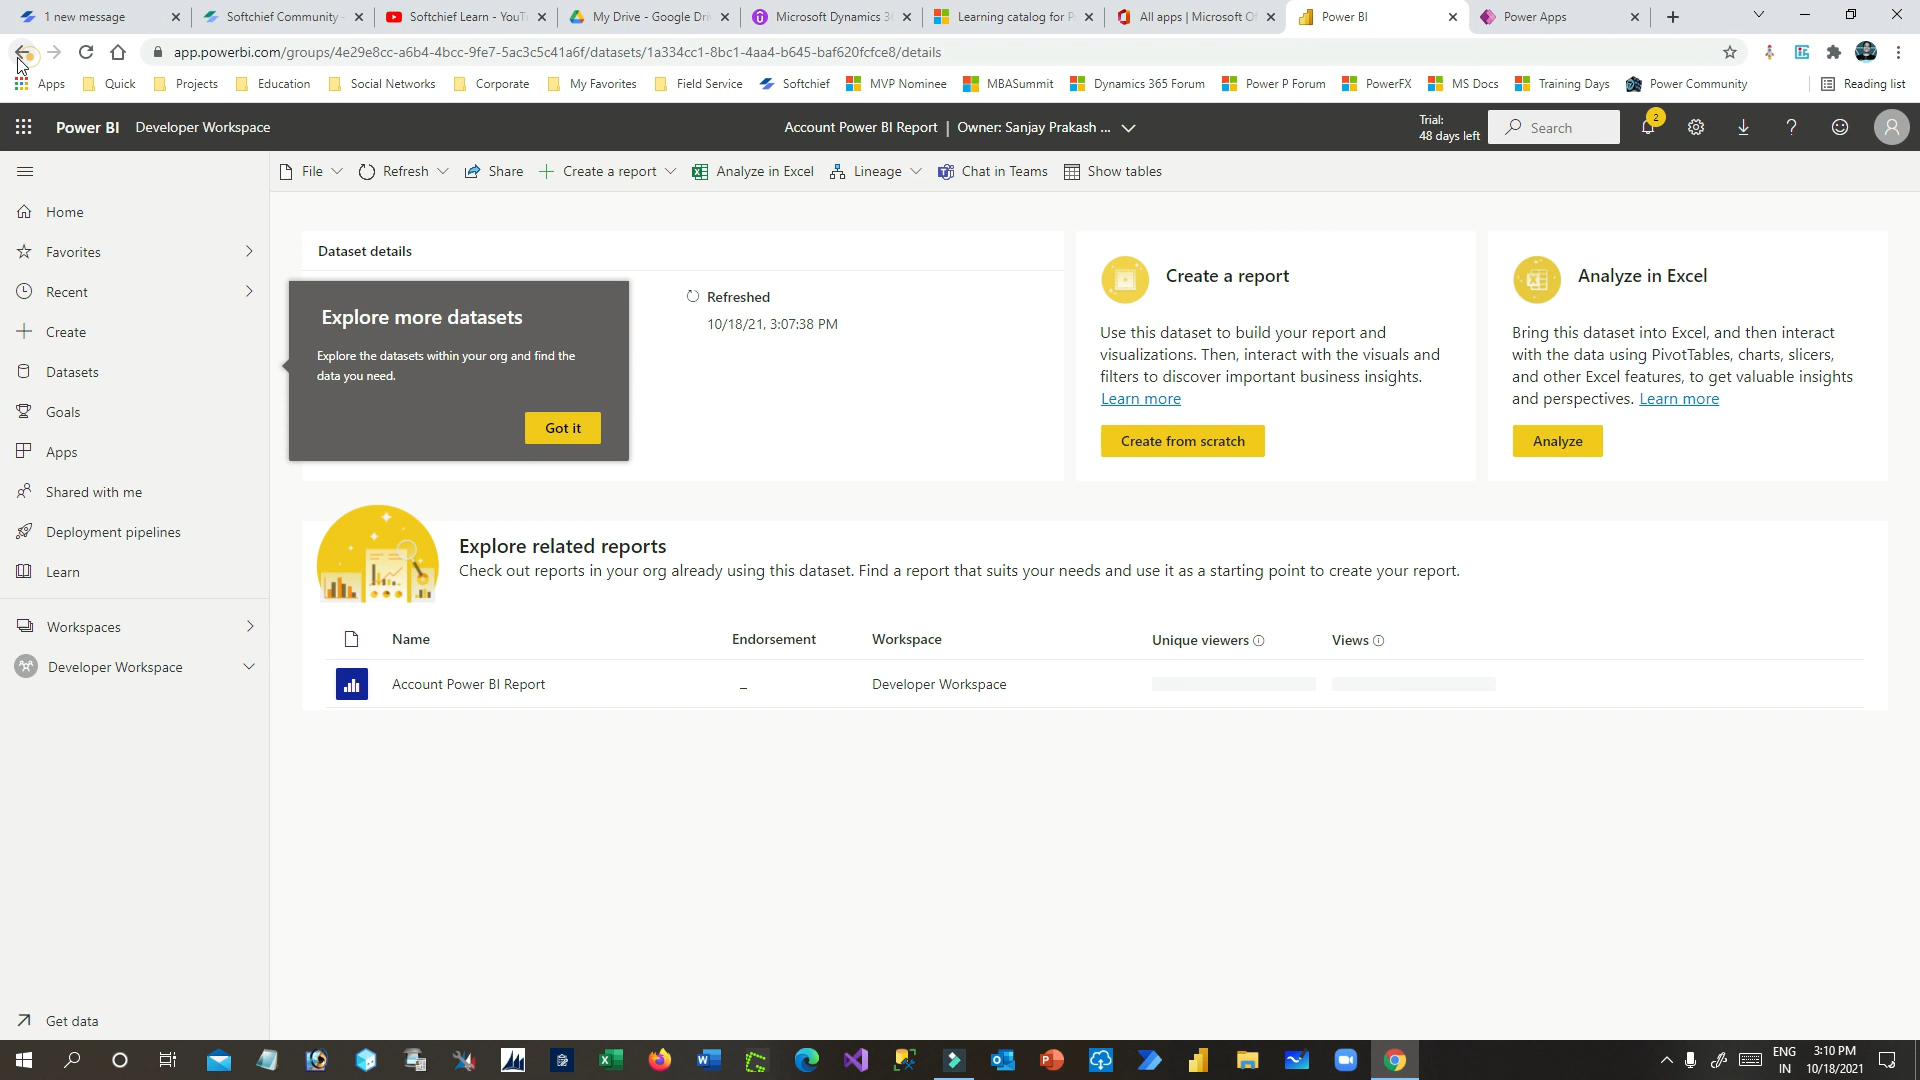 1 new message
Softchief Community -
Softchief Learn - YouT
My Drive - Google Dri
Microsoft Dynamics 3
Learning catalog for P
All apps | Microsoft O
Power BI
Power Apps
app.powerbi.com/groups/4e29e8cc-a6b4-4bcc-9fe7-5ac3c5c41a6f/datasets/1a334cc1-8bc1-4aa4-b645-baf620fcfce8/details
Apps
Quick
Projects
Education
Social Networks
Corporate
My Favorites
Field Service
Softchief
MVP Nominee
MBASummit
Dynamics 365 Forum
Power P Forum
PowerFX
MS Docs
Training Days
Power Community
Reading list
Power BI Developer Workspace
Account Power BI Report | Owner: Sanjay Prakash ...
Trial:
48 days left
Search
2
File
Refresh
Share
Create a report
Analyze in Excel
Lineage
Chat in Teams
Show tables
Home
Favorites
Recent
Create
Datasets
Goals
Apps
Shared with me
Deployment pipelines
Learn
Workspaces
Developer Workspace
Get data
Dataset details
Explore more datasets
Explore the datasets within your org and find the
data you need.
Got it
Refreshed
10/18/21, 3:07:38 PM
Create a report
Use this dataset to build your report and
visualizations. Then, interact with the visuals and
filters to discover important business insights.
Learn more
Create from scratch
Analyze in Excel
Bring this dataset into Excel, and then interact
with the data using PivotTables, charts, slicers,
and other Excel features, to get valuable insights
and perspectives. Learn more
Analyze
Explore related reports
Check out reports in your org already using this dataset. Find a report that suits your needs and use it as a starting point to create your report.
Name Endorsement Workspace Unique viewers Views
Account Power BI Report – Developer Workspace
ENG
IN
3:10 PM
10/18/2021